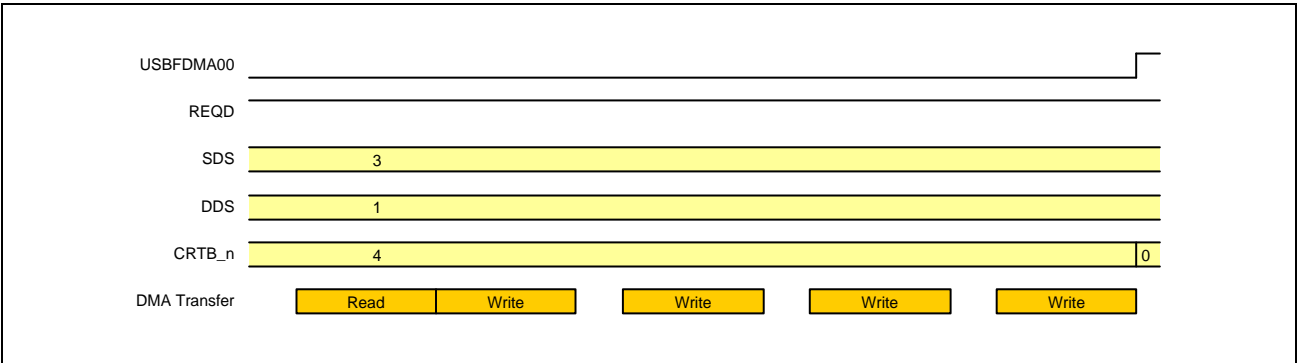 USBFDMA00
REQD
SDS 3
DDS 1
CRTB_n 4 0
DMA Transfer Read Write Write Write Write